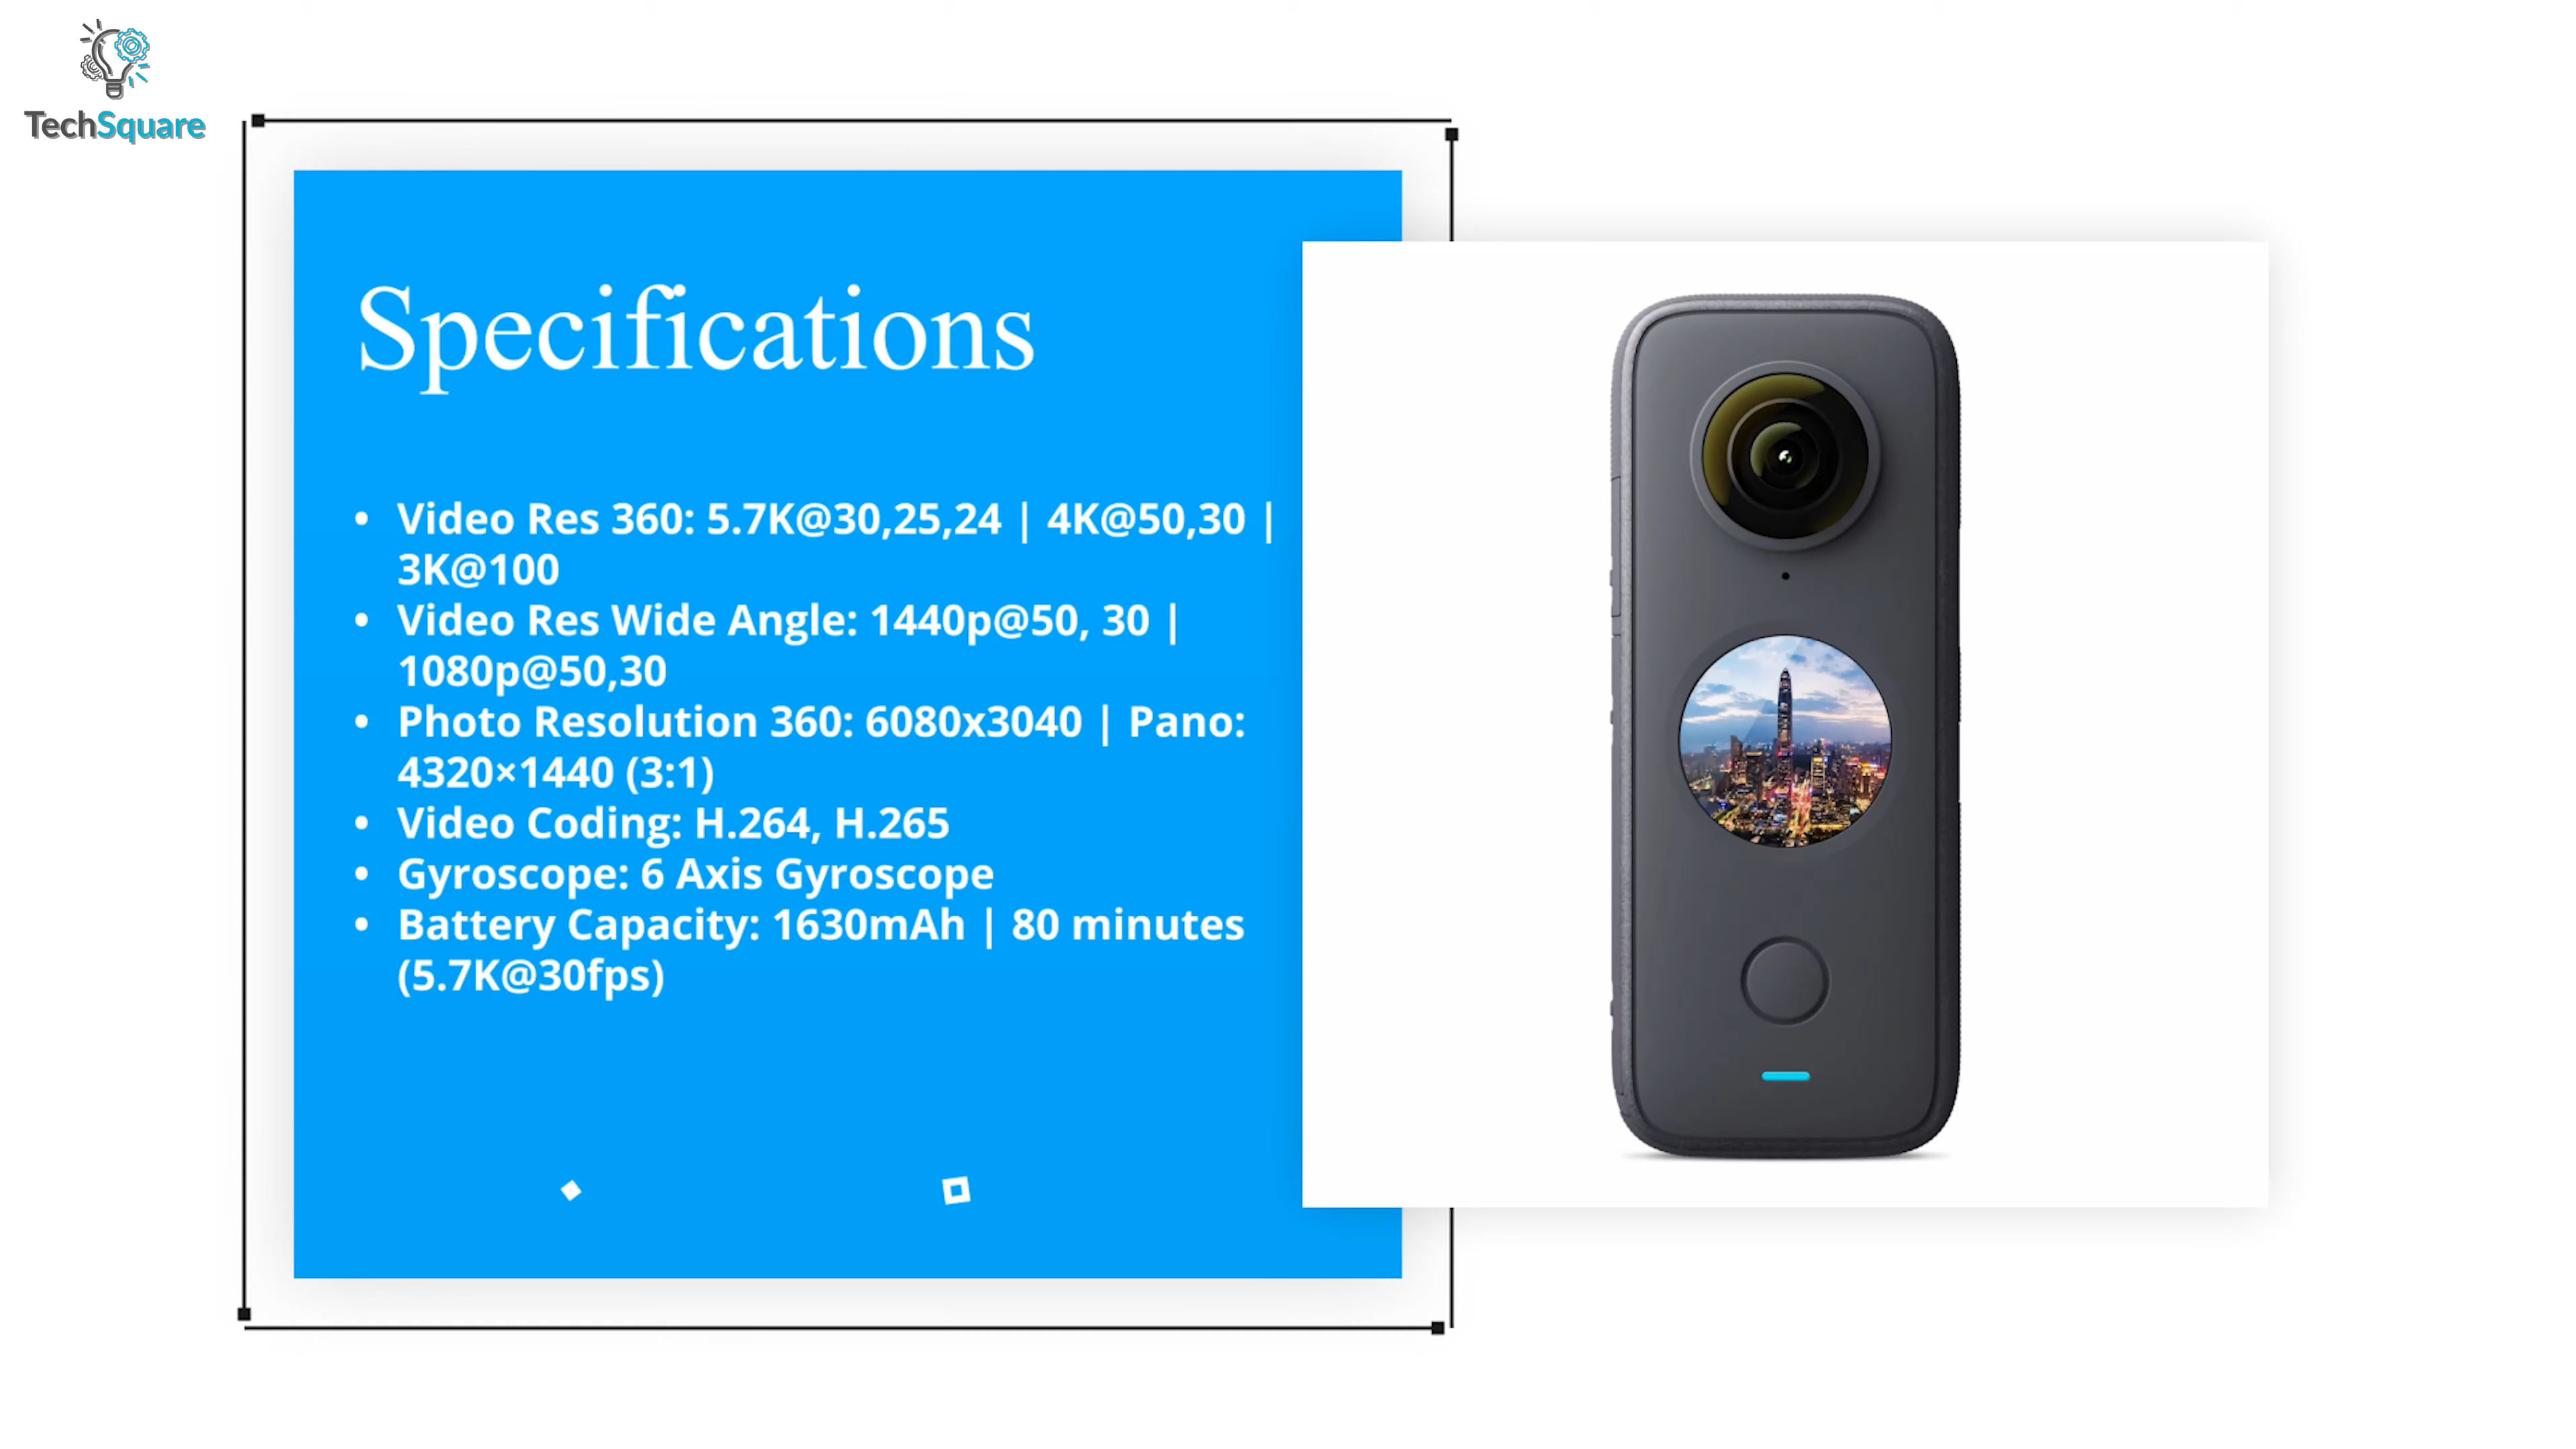 TechSquare
Specifications
• Video Res 360: 5.7K@30,25,24 | 4K@50,30 |
3K@100
• Video Res Wide Angle: 1440p@50, 30 |
1080p@50,30
• Photo Resolution 360: 6080x3040 | Pano:
4320×1440 (3:1)
• Video Coding: H.264, H.265
• Gyroscope: 6 Axis Gyroscope
• Battery Capacity: 1630mAh | 80 minutes
(5.7K@30fps)